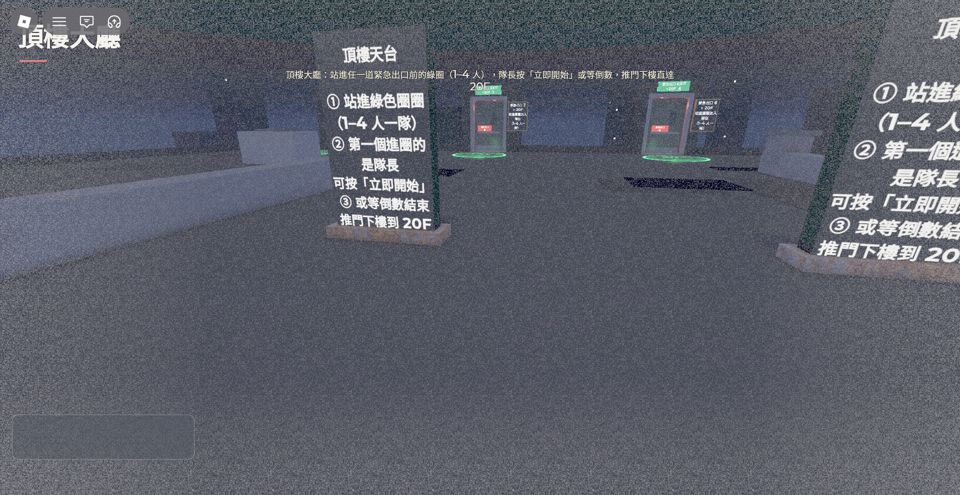 頂樓大廳
頂樓大廳：站進任一道緊急出口前的綠圈（1–4 人），隊長按「立即開始」或等倒數，推門下樓直達
20F
頂樓天台
① 站進綠色圈圈
（1–4 人一隊）
② 第一個進圈的
是隊長
可按「立即開始」
③ 或等倒數結束
推門下樓到 20F
頂
① 站進綠
（1–4 人
② 第一個進
是隊長
可按「立即開
③ 或等倒數結
推門下樓到 20